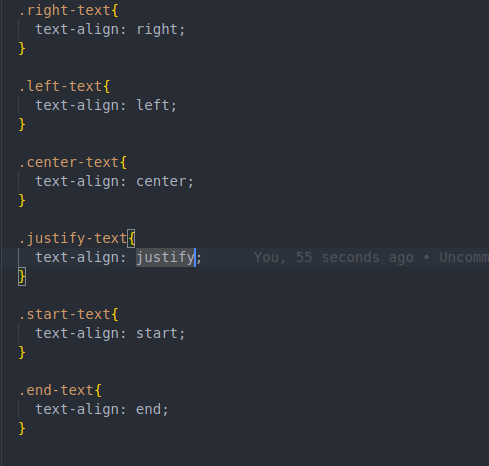 .right-text{
text-align: right;
}
.left-text{
text-align: left;
}
.center-text{
text-align: center;
}
.justify-text{
text-align: justify; You, 55 seconds ago • Uncomm
}
.start-text{
text-align: start;
}
.end-text{
text-align: end;
}